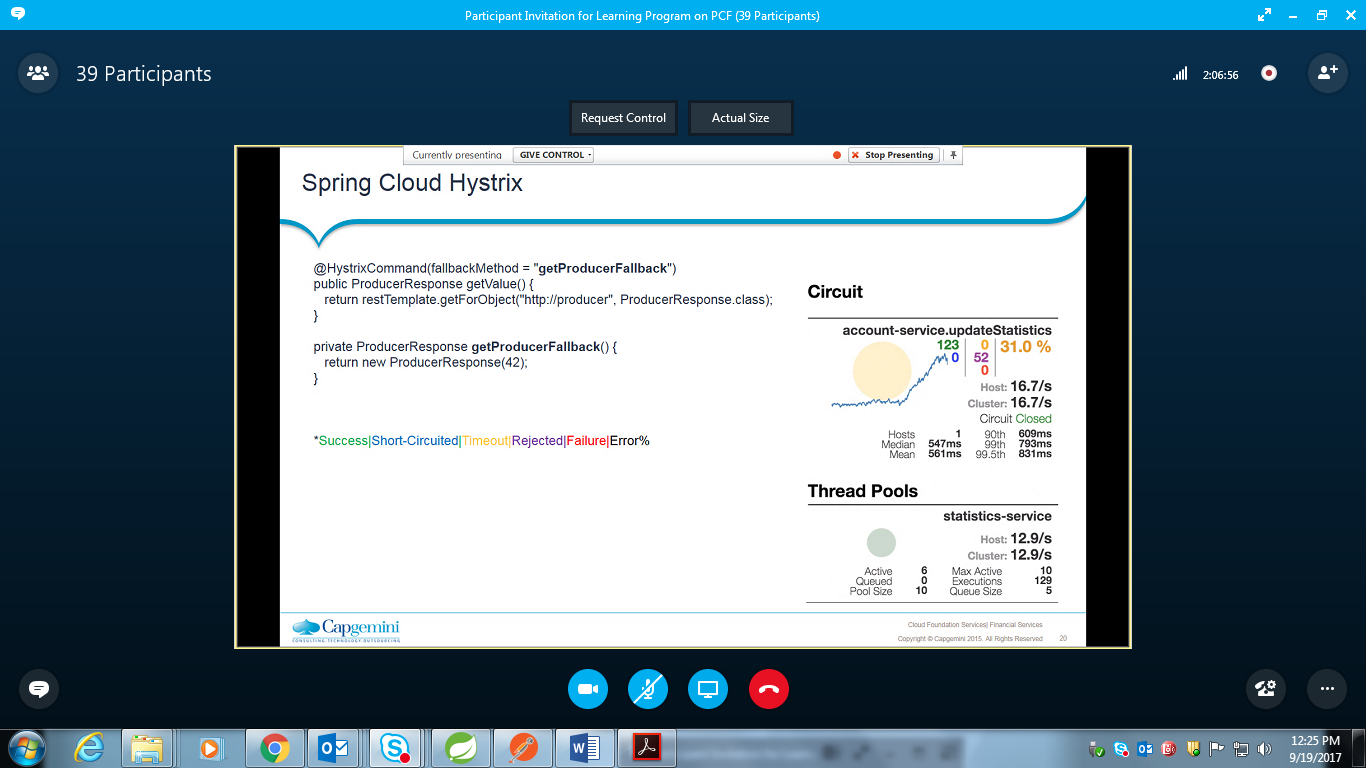 Participant Invitation for Learning Program on PCF (39 Participants)
39 Participants
2:06:56
Request Control
Actual Size
Currently presenting
GIVE CONTROL
Stop Presenting
Spring Cloud Hystrix
@HystrixCommand(fallbackMethod = "getProducerFallback")
public ProducerResponse getValue() {
return restTemplate.getForObject("http://producer", ProducerResponse.class);
}
private ProducerResponse getProducerFallback() {
return new ProducerResponse(42);
}
*Success|Short-Circuited|Timeout|Rejected|Failure|Error%
Circuit
account-service.updateStatistics
123 0 31.0 %
0 52
0
Host: 16.7/s
Cluster: 16.7/s
Circuit Closed
Hosts 1 90th 609ms
Median 547ms 99th 793ms
Mean 561ms 99.5th 831ms
Thread Pools
statistics-service
Host: 12.9/s
Cluster: 12.9/s
Active 6 Max Active 10
Queued 0 Executions 129
Pool Size 10 Queue Size 5
Capgemini
CONSULTING.TECHNOLOGY.OUTSOURCING
Cloud Foundation Services| Financial Services
Copyright © Capgemini 2015. All Rights Reserved 20
12:25 PM
9/19/2017